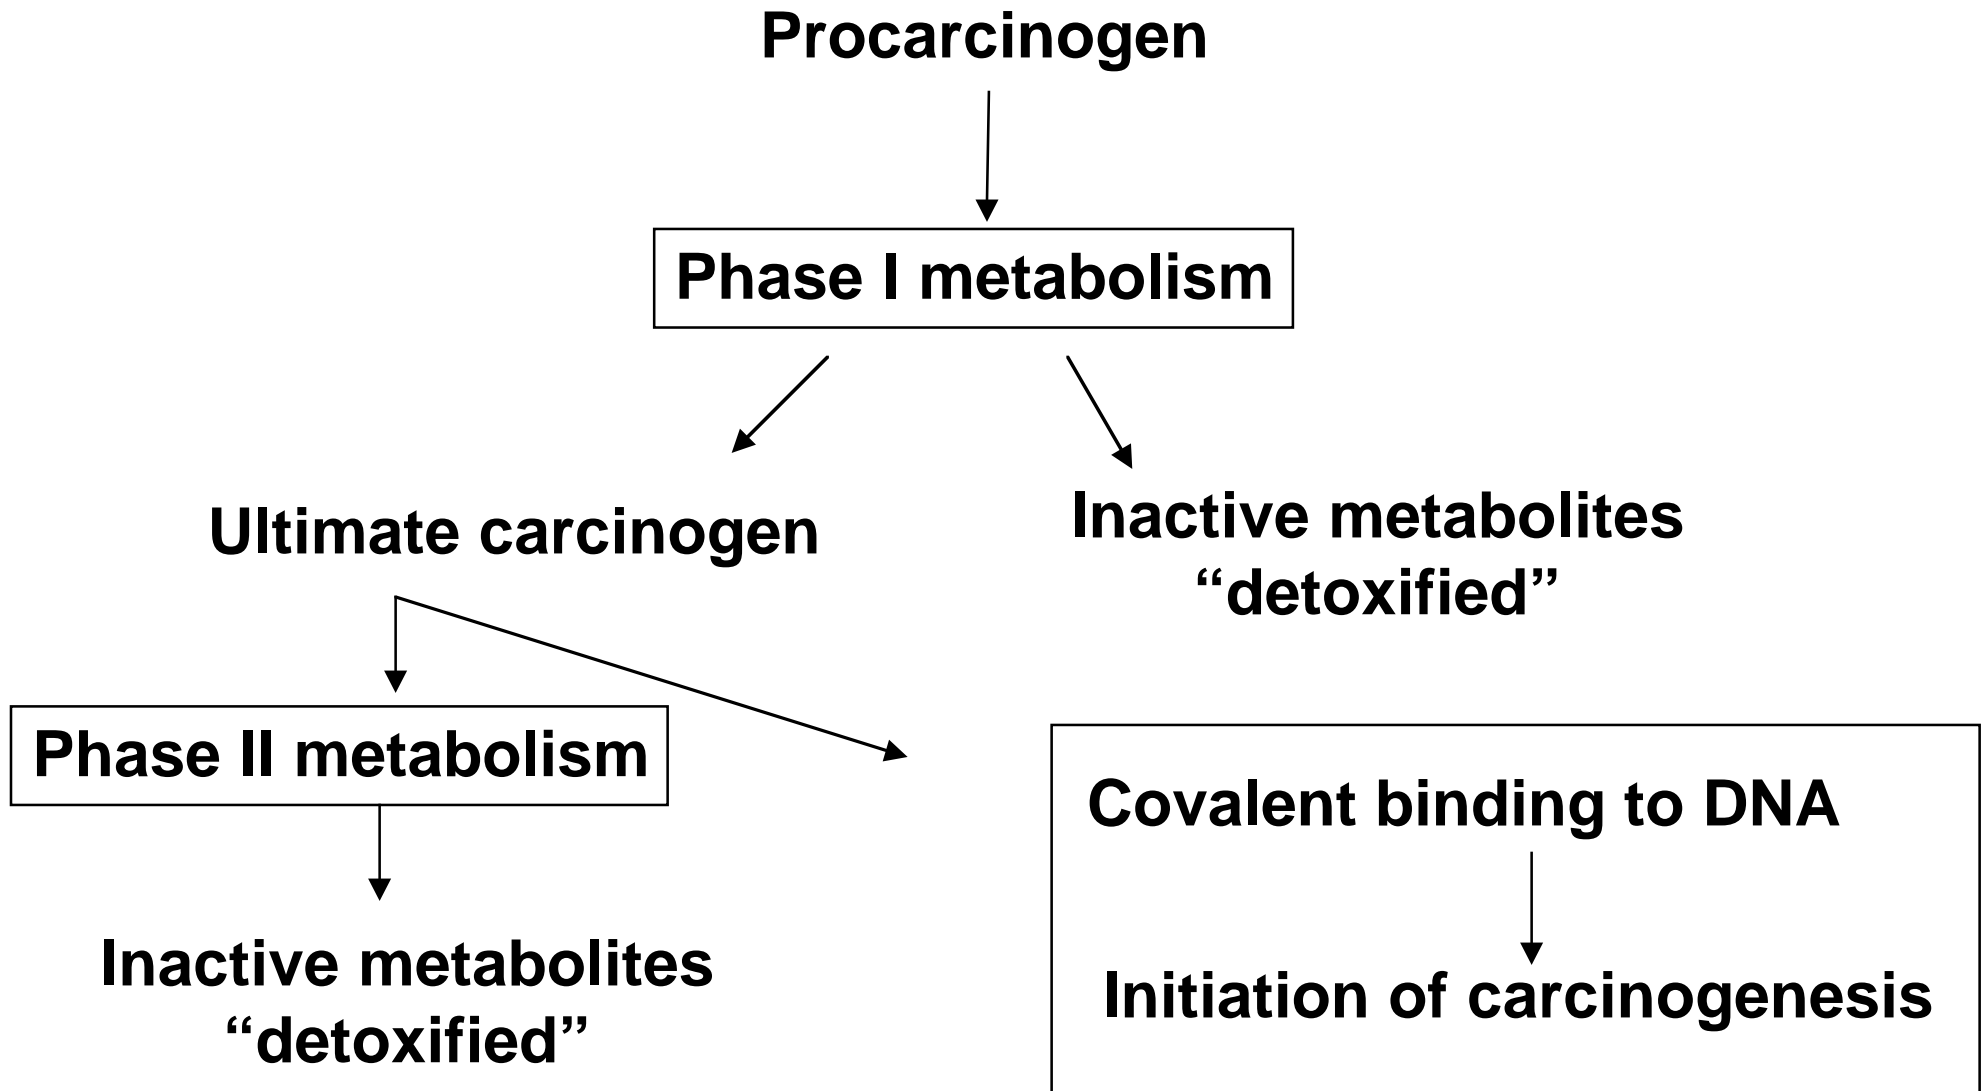 Procarcinogen
Phase I metabolism
Ultimate carcinogen
Inactive metabolites
“detoxified”
Phase II metabolism
Covalent binding to DNA
Inactive metabolites
“detoxified”
Initiation of carcinogenesis